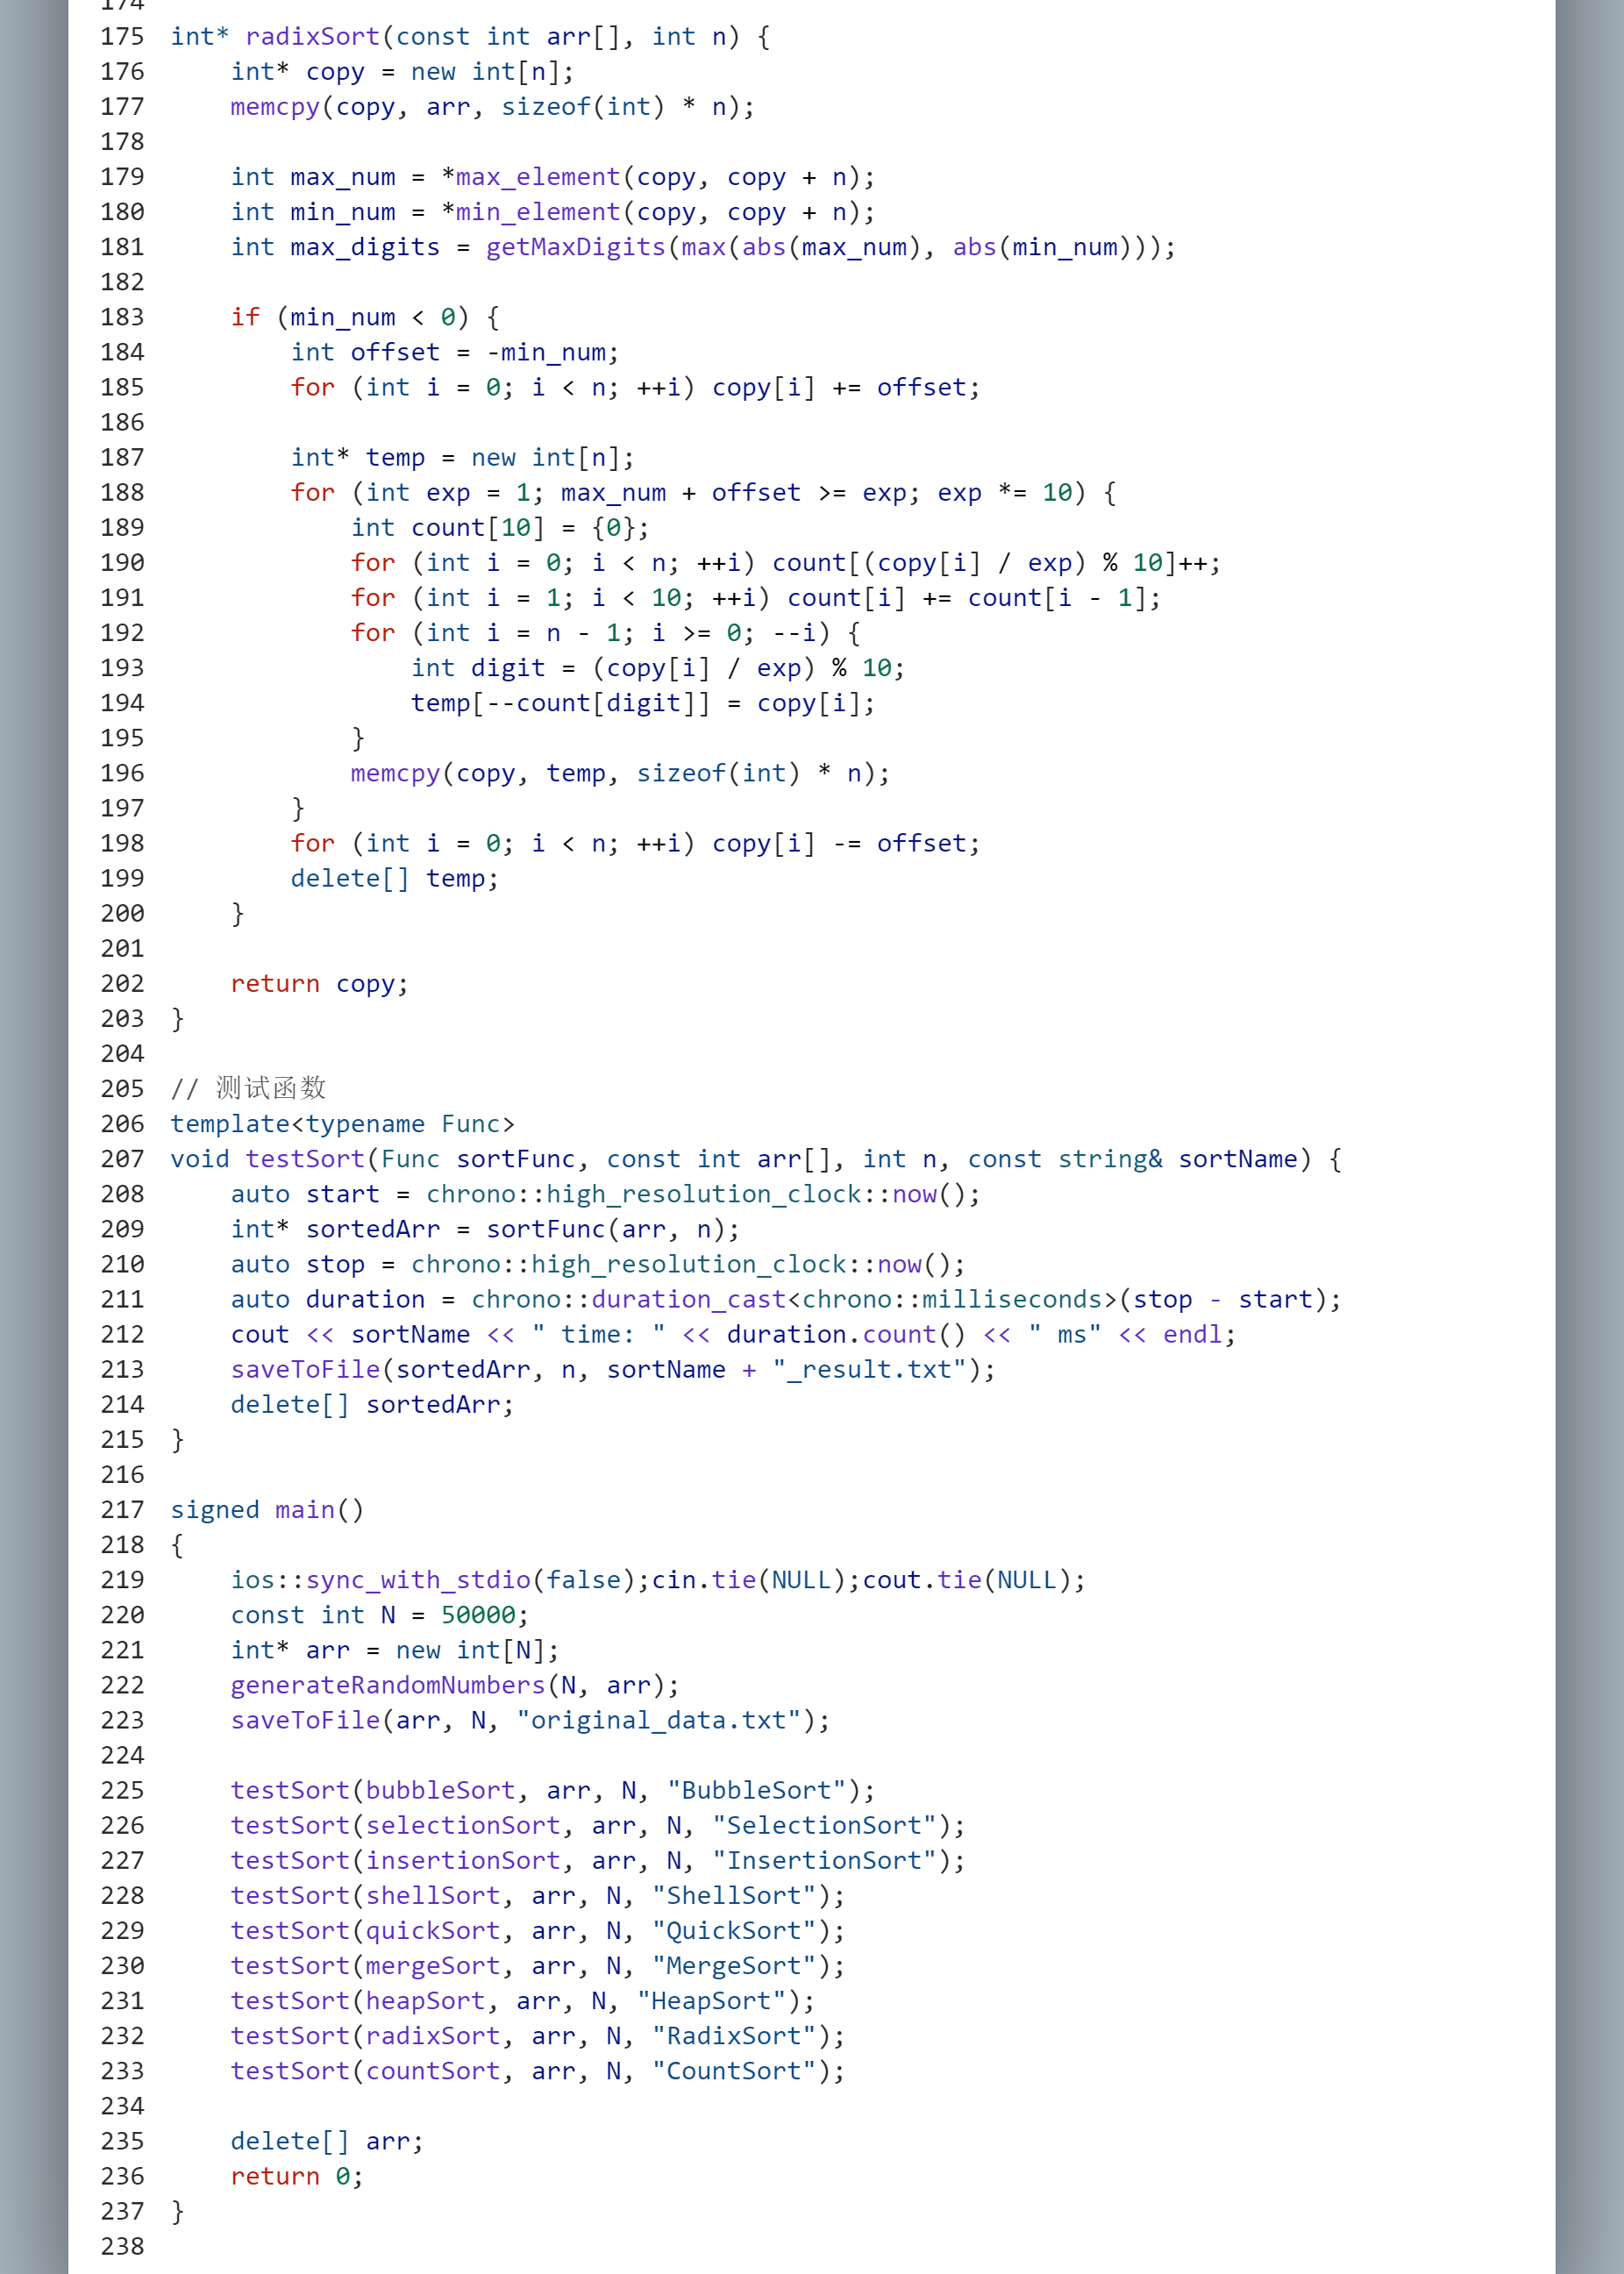 174
175 int* radixSort(const int arr[], int n) {
176     int* copy = new int[n];
177     memcpy(copy, arr, sizeof(int) * n);
178
179     int max_num = *max_element(copy, copy + n);
180     int min_num = *min_element(copy, copy + n);
181     int max_digits = getMaxDigits(max(abs(max_num), abs(min_num)));
182
183     if (min_num < 0) {
184         int offset = -min_num;
185         for (int i = 0; i < n; ++i) copy[i] += offset;
186
187         int* temp = new int[n];
188         for (int exp = 1; max_num + offset >= exp; exp *= 10) {
189             int count[10] = {0};
190             for (int i = 0; i < n; ++i) count[(copy[i] / exp) % 10]++;
191             for (int i = 1; i < 10; ++i) count[i] += count[i - 1];
192             for (int i = n - 1; i >= 0; --i) {
193                 int digit = (copy[i] / exp) % 10;
194                 temp[--count[digit]] = copy[i];
195             }
196             memcpy(copy, temp, sizeof(int) * n);
197         }
198         for (int i = 0; i < n; ++i) copy[i] -= offset;
199         delete[] temp;
200     }
201
202     return copy;
203 }
204
205 // 测试函数
206 template<typename Func>
207 void testSort(Func sortFunc, const int arr[], int n, const string& sortName) {
208     auto start = chrono::high_resolution_clock::now();
209     int* sortedArr = sortFunc(arr, n);
210     auto stop = chrono::high_resolution_clock::now();
211     auto duration = chrono::duration_cast<chrono::milliseconds>(stop - start);
212     cout << sortName << " time: " << duration.count() << " ms" << endl;
213     saveToFile(sortedArr, n, sortName + "_result.txt");
214     delete[] sortedArr;
215 }
216
217 signed main()
218 {
219     ios::sync_with_stdio(false);cin.tie(NULL);cout.tie(NULL);
220     const int N = 50000;
221     int* arr = new int[N];
222     generateRandomNumbers(N, arr);
223     saveToFile(arr, N, "original_data.txt");
224
225     testSort(bubbleSort, arr, N, "BubbleSort");
226     testSort(selectionSort, arr, N, "SelectionSort");
227     testSort(insertionSort, arr, N, "InsertionSort");
228     testSort(shellSort, arr, N, "ShellSort");
229     testSort(quickSort, arr, N, "QuickSort");
230     testSort(mergeSort, arr, N, "MergeSort");
231     testSort(heapSort, arr, N, "HeapSort");
232     testSort(radixSort, arr, N, "RadixSort");
233     testSort(countSort, arr, N, "CountSort");
234
235     delete[] arr;
236     return 0;
237 }
238